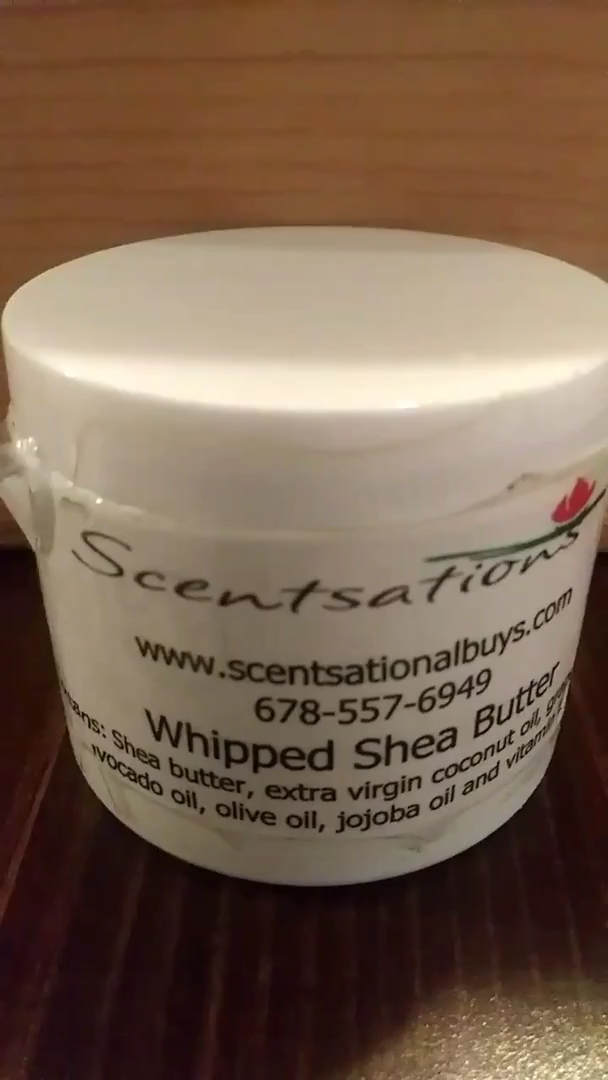 Scentsations
www.scentsationalbuys.com
678-557-6949
Whipped Shea Butter
Shea butter, extra virgin coconut oil,
oil, olive oil, jojoba oil and vitamin